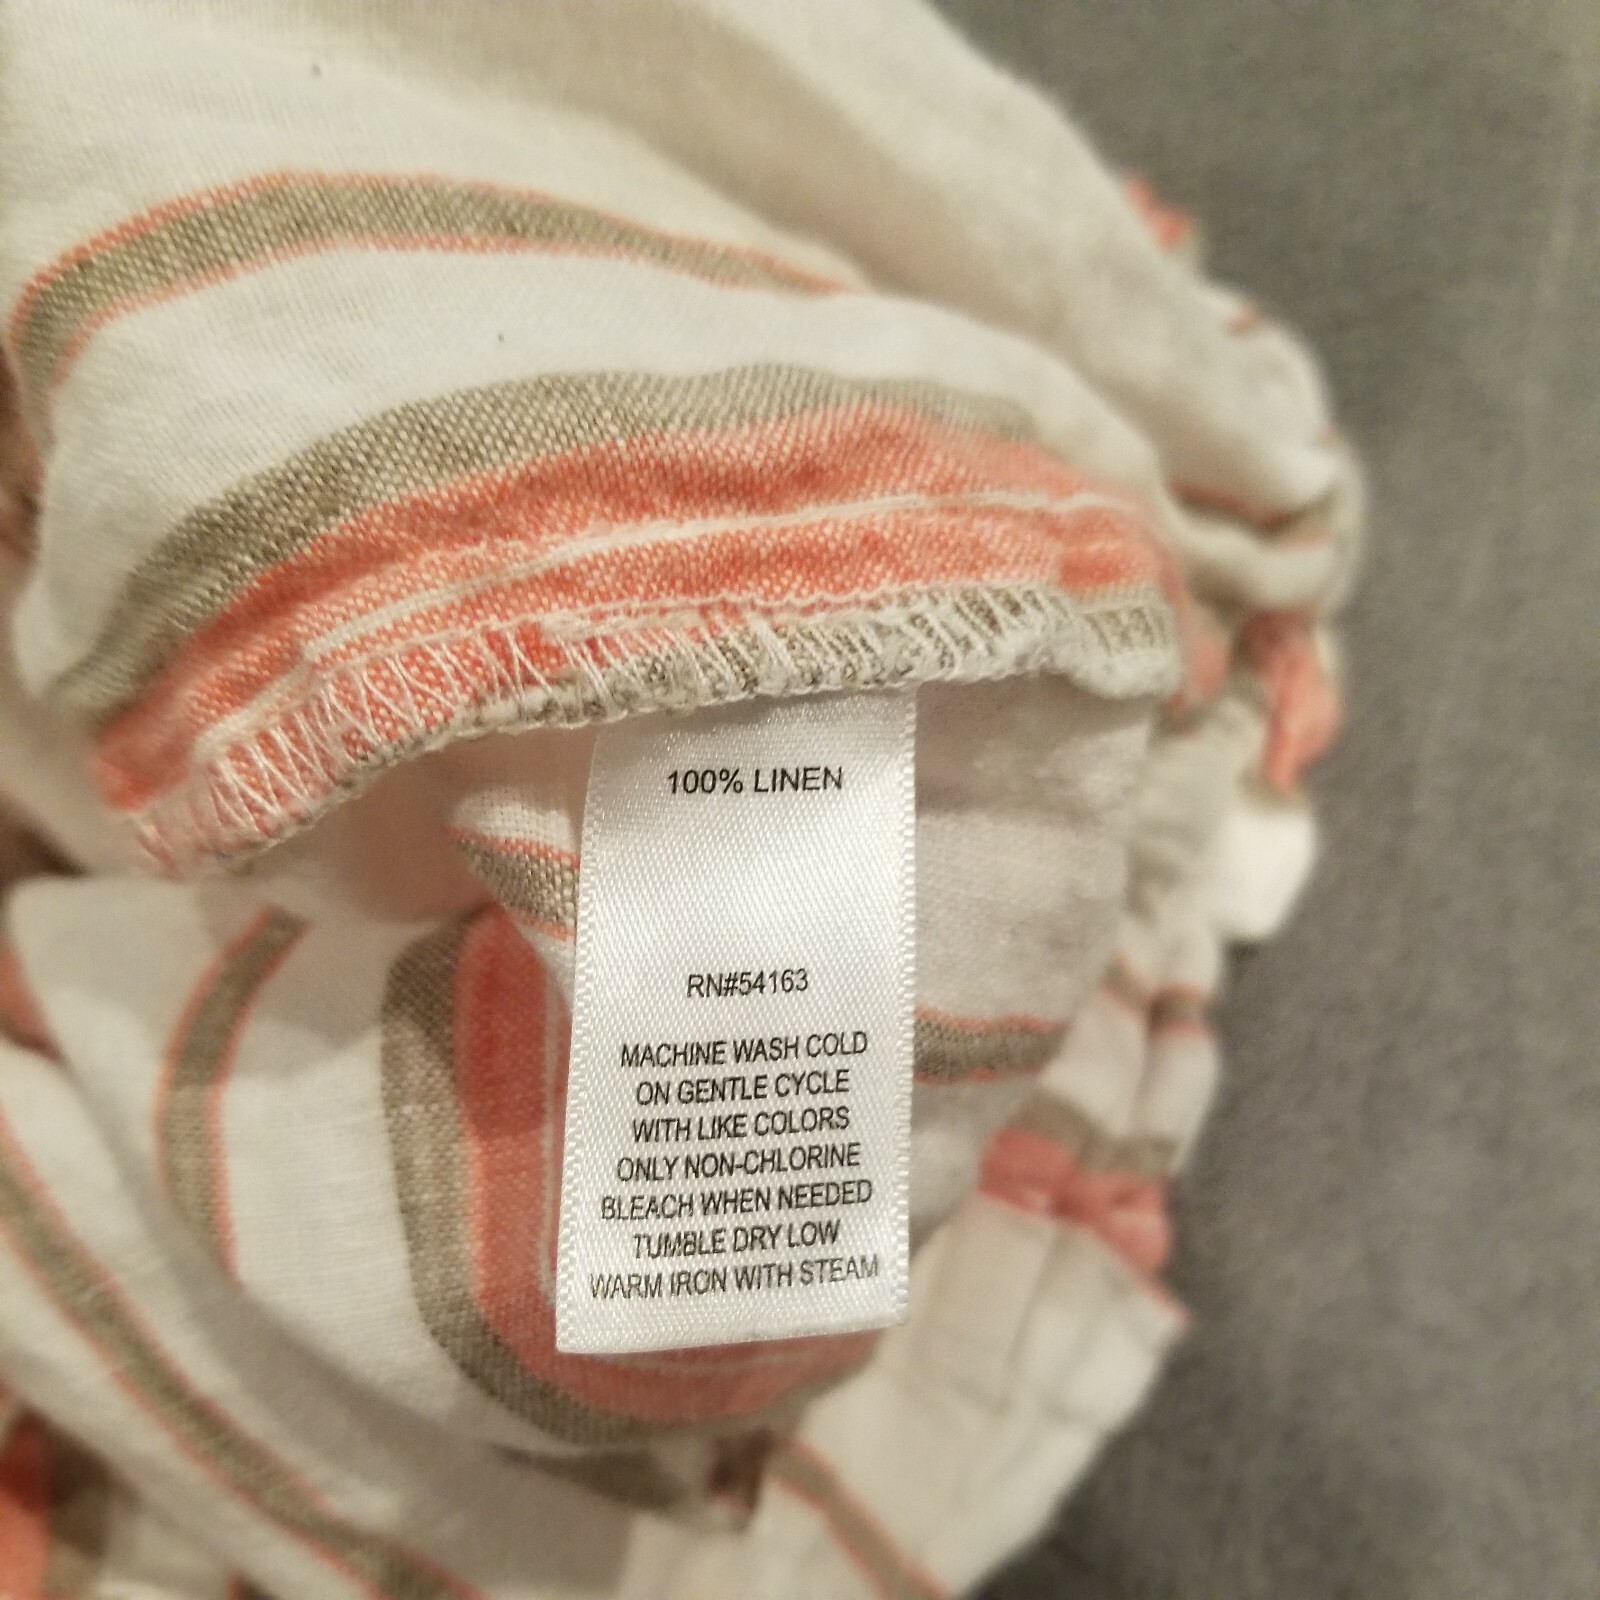 100% LINEN
RN#54163
MACHINE WASH COLD
ON GENTLE CYCLE
WITH LIKE COLORS
ONLY NON-CHLORINE
BLEACH WHEN NEEDED
TUMBLE DRY LOW
WARM IRON WITH STEAM